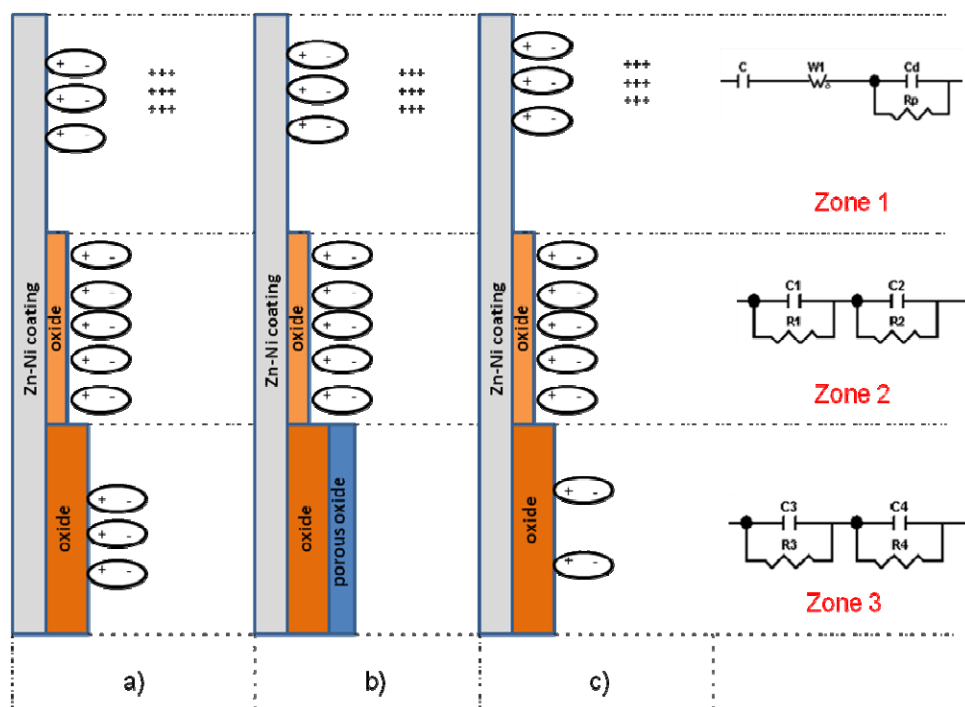 + - + - + -
+ - + - + -
+ - + - + -
+++ +++ +++
+++ +++ +++
+++ +++ +++
C W1 Cd
Rp
Zone 1
Zn-Ni coating
oxide
+ -
+ -
+ -
+ -
+ -
Zn-Ni coating
oxide
+ -
+ -
+ -
+ -
+ -
Zn-Ni coating
oxide
+ -
+ -
+ -
+ -
+ -
C1 C2
R1 R2
Zone 2
oxide
+ -
+ -
+ -
oxide
porous oxide
oxide
+ -
+ -
C3 C4
R3 R4
Zone 3
a) b) c)